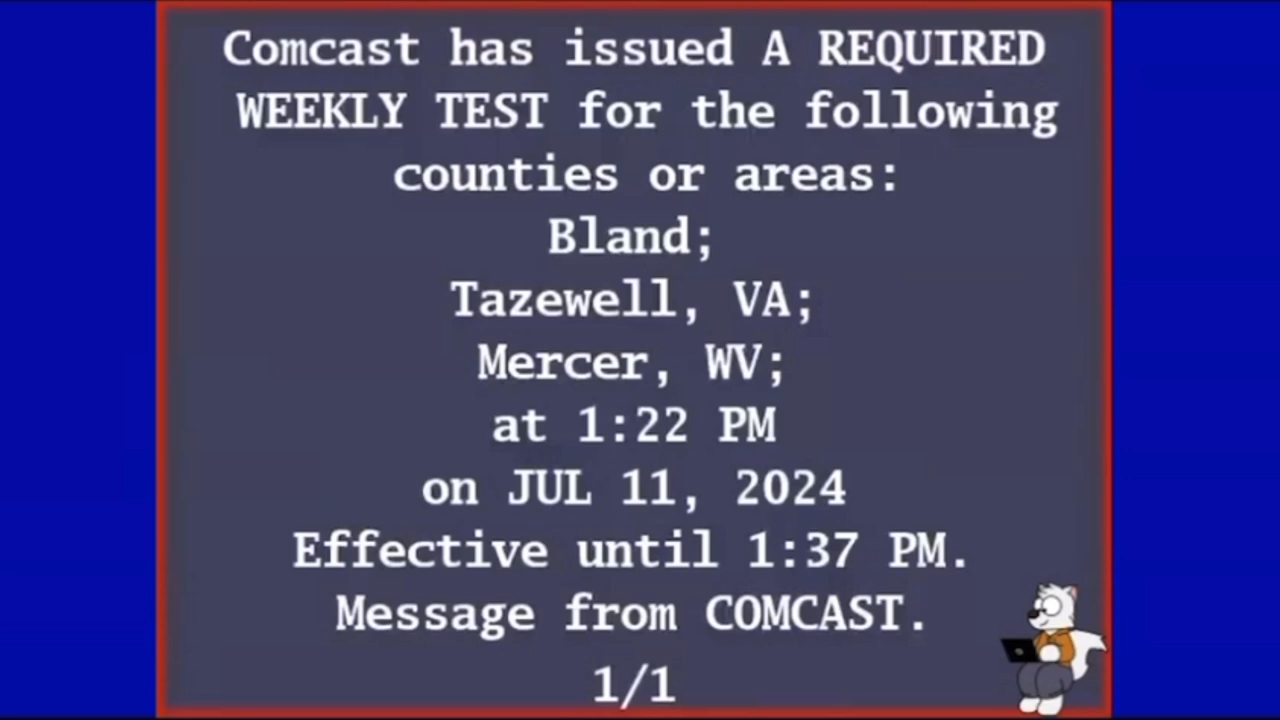 Comcast has issued A REQUIRED
WEEKLY TEST for the following
counties or areas:
Bland;
Tazewell, VA;
Mercer, WV;
at 1:22 PM
on JUL 11, 2024
Effective until 1:37 PM.
Message from COMCAST.
1/1